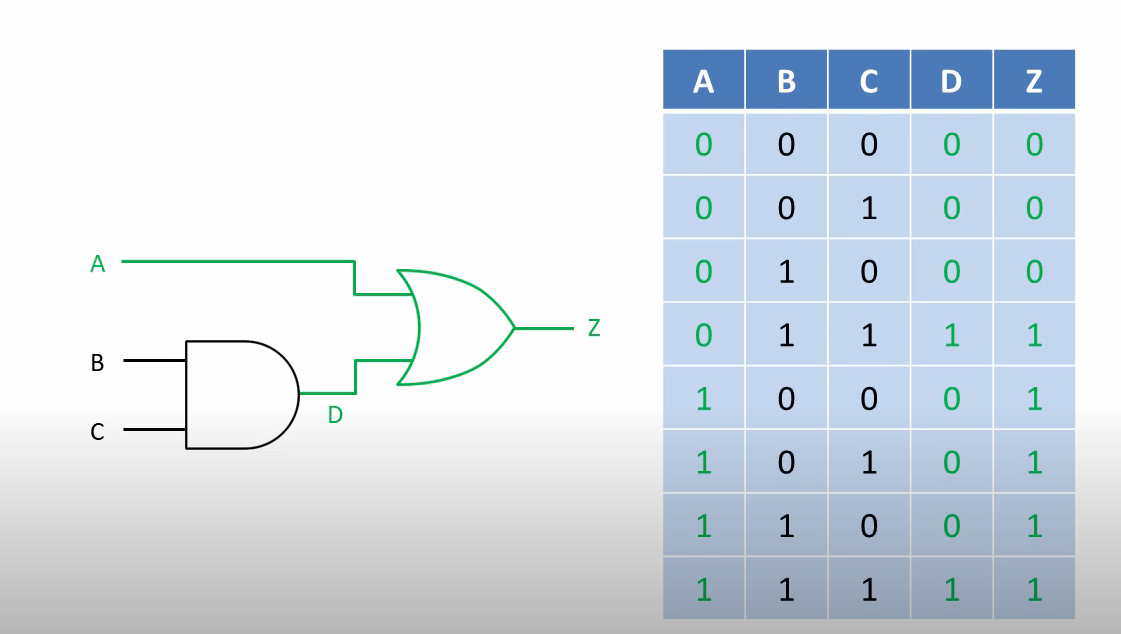 A
B
C
D
Z
A B C D Z
0 0 0 0 0
0 0 1 0 0
0 1 0 0 0
0 1 1 1 1
1 0 0 0 1
1 0 1 0 1
1 1 0 0 1
1 1 1 1 1